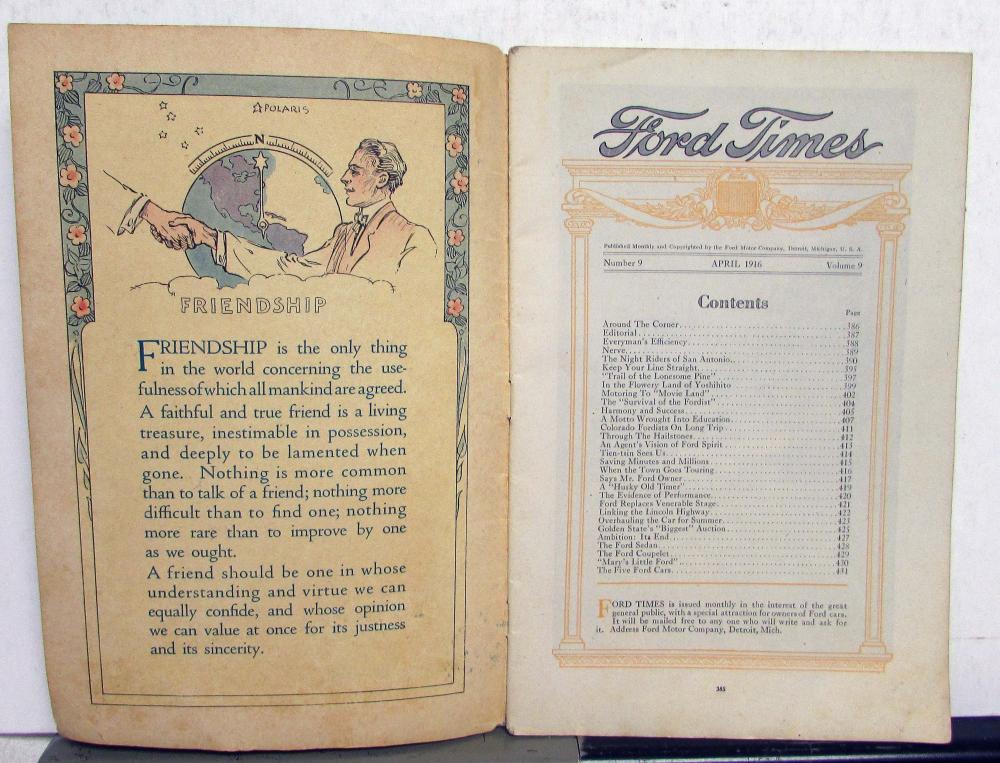 POLARIS
N
FRIENDSHIP
FRIENDSHIP is the only thing
in the world concerning the use-
fulness of which all mankind are agreed.
A faithful and true friend is a living
treasure, inestimable in possession,
and deeply to be lamented when
gone. Nothing is more common
than to talk of a friend; nothing more
difficult than to find one; nothing
more rare than to improve by one
as we ought.
A friend should be one in whose
understanding and virtue we can
equally confide, and whose opinion
we can value at once for its justness
and its sincerity.
Ford Times
Published Monthly and Copyrighted by the Ford Motor Company, Detroit, Michigan, U. S. A.
Number 9 APRIL 1916 Volume 9
Contents
Page
Around The Corner 386
Editorial 387
Everyman's Efficiency 388
Nerve 389
The Night Riders of San Antonio 390
Keep Your Line Straight 395
"Trail of the Lonesome Pine" 397
In the Flowery Land of Yoshihito 399
Motoring To "Movie Land" 402
The "Survival of the Fordist" 404
Harmony and Success 405
A Motto Wrought Into Education 407
Colorado Fordists On Long Trip 411
Through The Hailstones 412
An Agent's Vision of Ford Spirit 413
Tien-tsin Sees Us 414
Saving Minutes and Millions 415
When the Town Goes Touring 416
Says Mr. Ford Owner 417
A "Husky Old Timer" 419
The Evidence of Performance 420
Ford Replaces Venerable Stage 421
Linking the Lincoln Highway 422
Overhauling the Car for Summer 423
Golden State's "Biggest" Auction 425
Ambition: Its End 427
The Ford Sedan 428
The Ford Coupelet 429
"Mary's Little Ford" 430
The Five Ford Cars 431
FORD TIMES is issued monthly in the interest of the great
general public, with a special attraction for owners of Ford cars.
It will be mailed free to any one who will write and ask for
it. Address Ford Motor Company, Detroit, Mich.
385